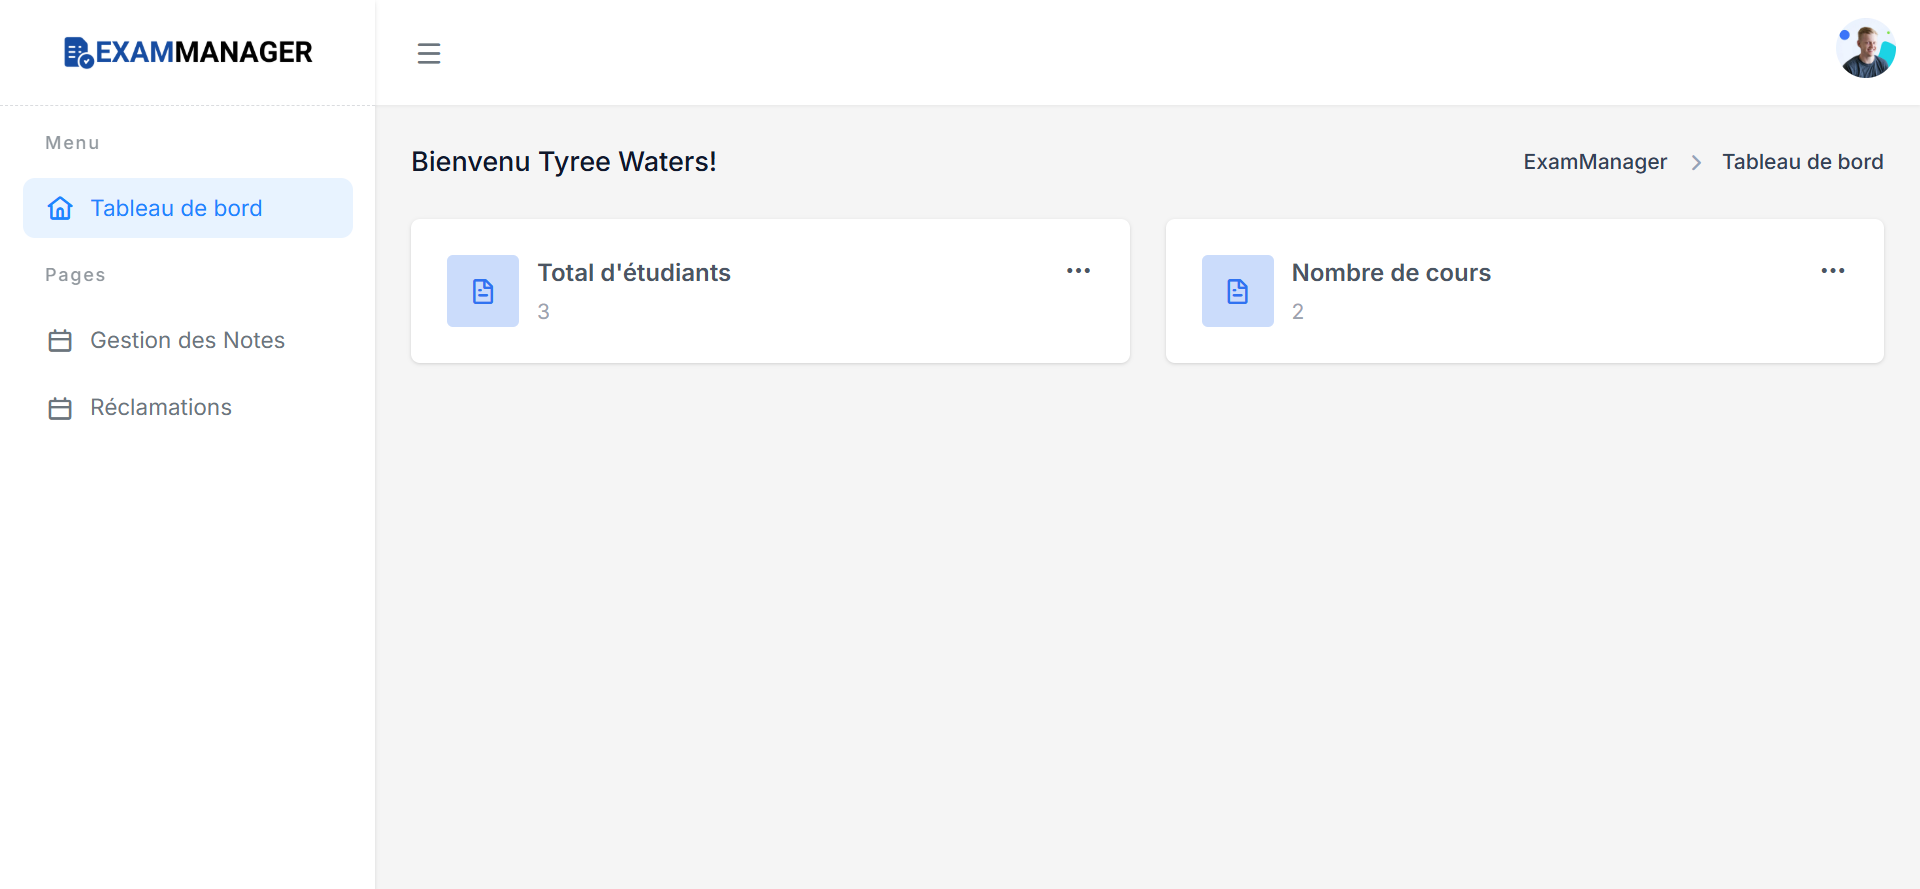 EXAMMANAGER
Menu
Tableau de bord
Pages
Gestion des Notes
Réclamations
Bienvenu Tyree Waters!
ExamManager > Tableau de bord
Total d'étudiants
3
Nombre de cours
2